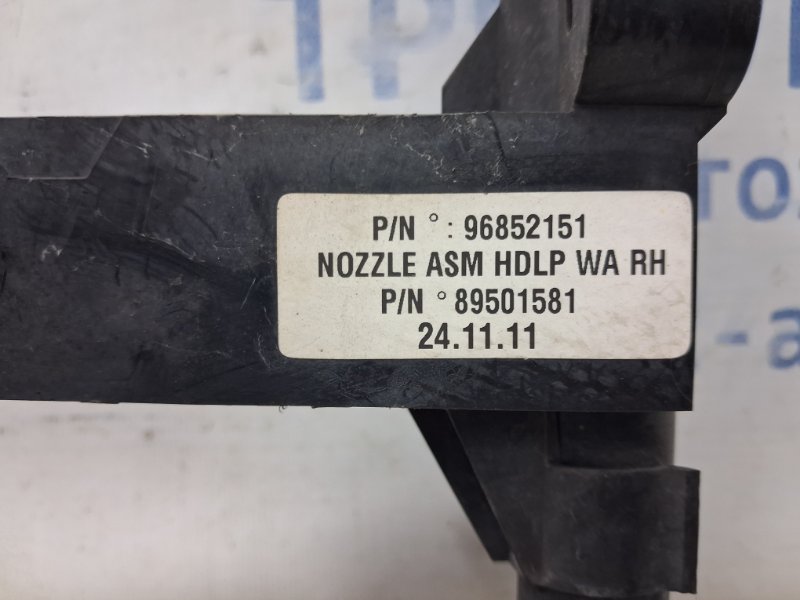 P/N °: 96852151
NOZZLE ASM HDLP WA RH
P/N ° 89501581
24.11.11